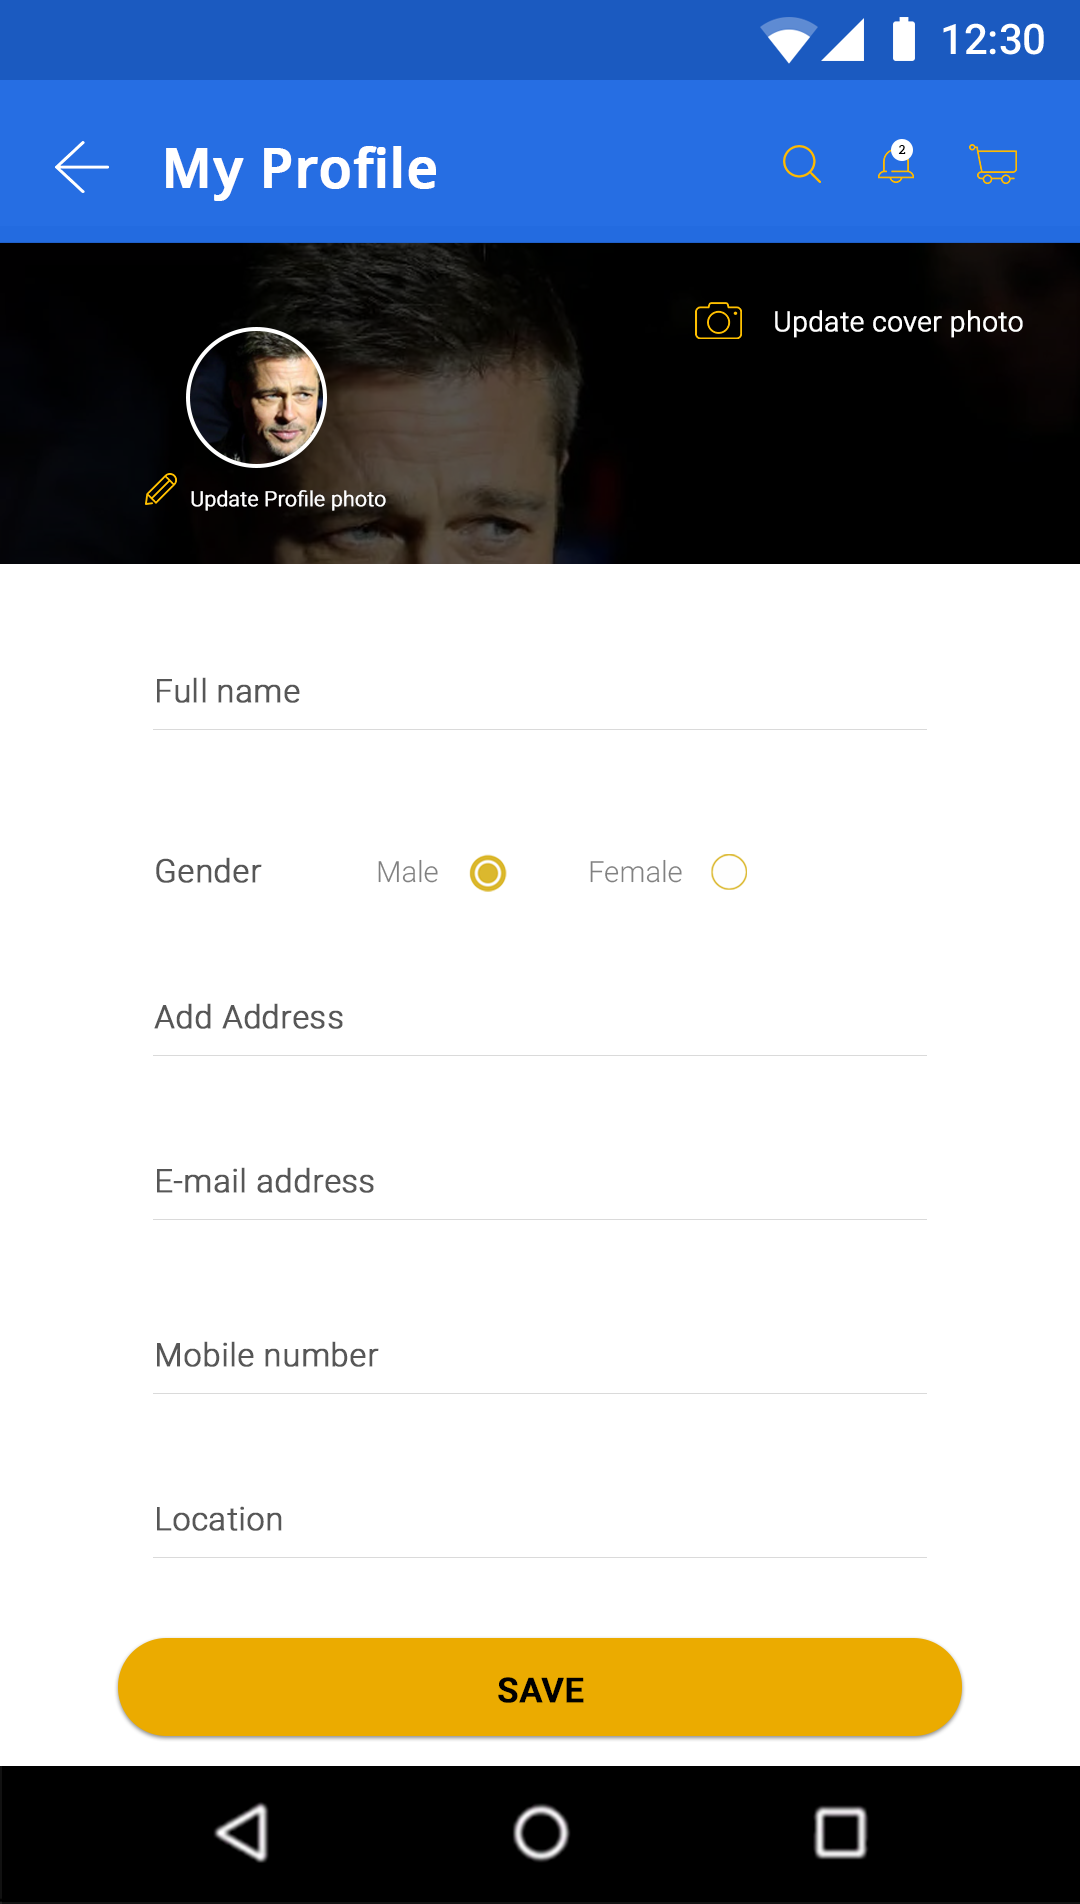 12:30
My Profile
2
Update cover photo
Update Profile photo
Full name
Gender Male Female
Add Address
E-mail address
Mobile number
Location
SAVE